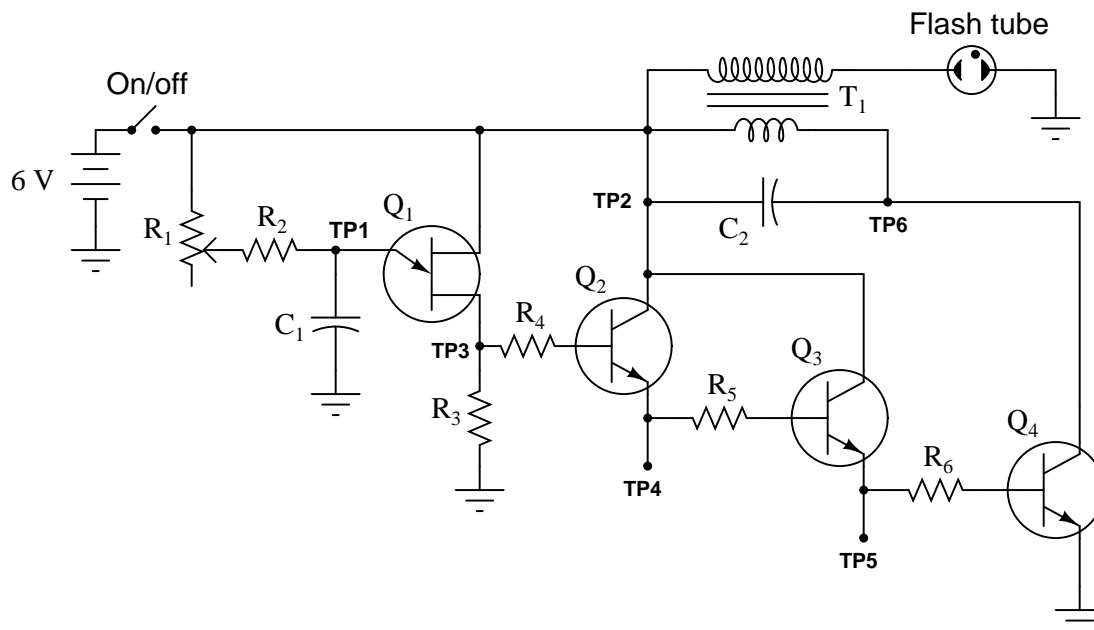 Flash tube
On/off
T1
6 V
R1
R2
TP1
Q1
TP2
C2
TP6
C1
TP3
R4
Q2
R3
R5
Q3
TP4
R6
Q4
TP5